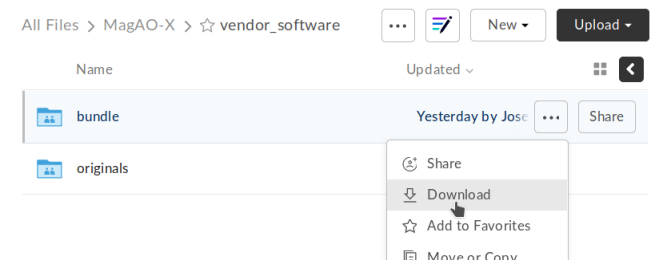 All Files > MagAO-X > vendor_software
... New Upload
Name Updated
bundle Yesterday by Jose ... Share
originals
Share
Download
Add to Favorites
Move or Copy